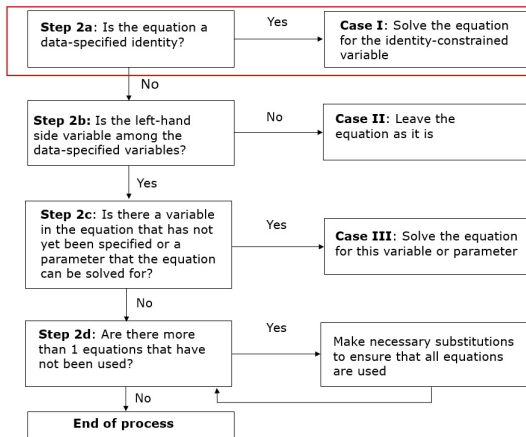 Step 2a: Is the equation a
data-specified identity?
Yes
Case I: Solve the equation
for the identity-constrained
variable
No
Step 2b: Is the left-hand
side variable among the
data-specified variables?
No
Case II: Leave the
equation as it is
Yes
Step 2c: Is there a variable
in the equation that has not
yet been specified or a
parameter that the equation
can be solved for?
Yes
Case III: Solve the equation
for this variable or parameter
No
Step 2d: Are there more
than 1 equations that have
not been used?
Yes
Make necessary substitutions
to ensure that all equations
are used
No
End of process